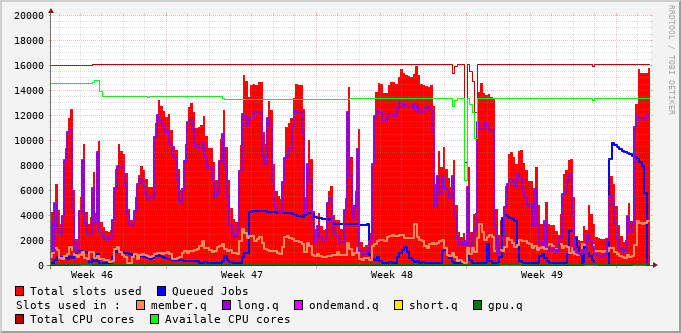 20000
18000
16000
14000
12000
10000
8000
6000
4000
2000
0
Week 46 Week 47 Week 48 Week 49
Total slots used Queued Jobs
Slots used in : member.q long.q ondemand.q short.q gpu.q
Total CPU cores Availale CPU cores
RRDTOOL / TOBI OETIKER